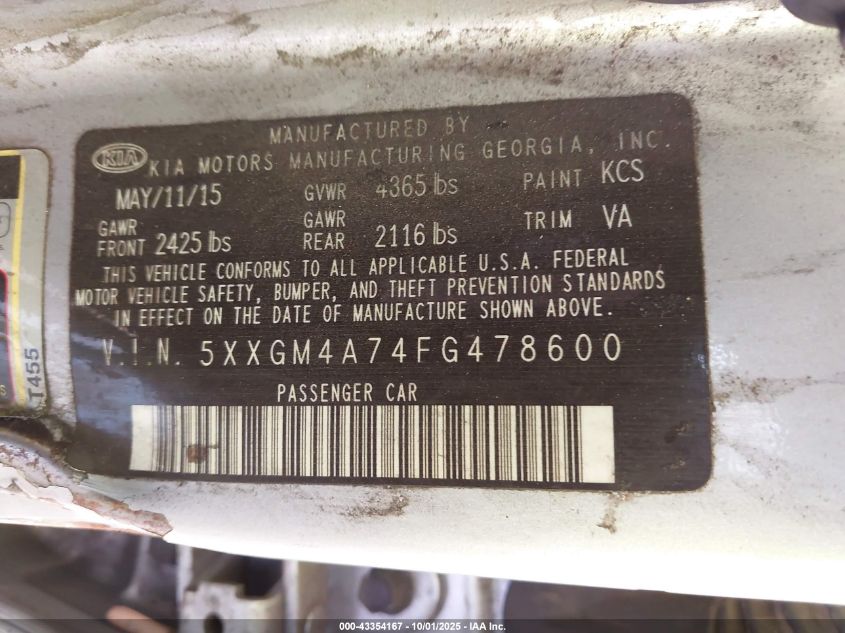 MANUFACTURED BY
KIA KIA MOTORS MANUFACTURING GEORGIA, INC.
MAY/11/15 GVWR 4365 lbs PAINT KCS
GAWR FRONT 2425 lbs GAWR REAR 2116 lbs TRIM VA
THIS VEHICLE CONFORMS TO ALL APPLICABLE U.S.A. FEDERAL
MOTOR VEHICLE SAFETY, BUMPER, AND THEFT PREVENTION STANDARDS
IN EFFECT ON THE DATE OF MANUFACTURE SHOWN ABOVE.
V.I.N. 5XXGM4A74FG478600
PASSENGER CAR
T455
000-43354167 - 10/01/2025 - IAA Inc.